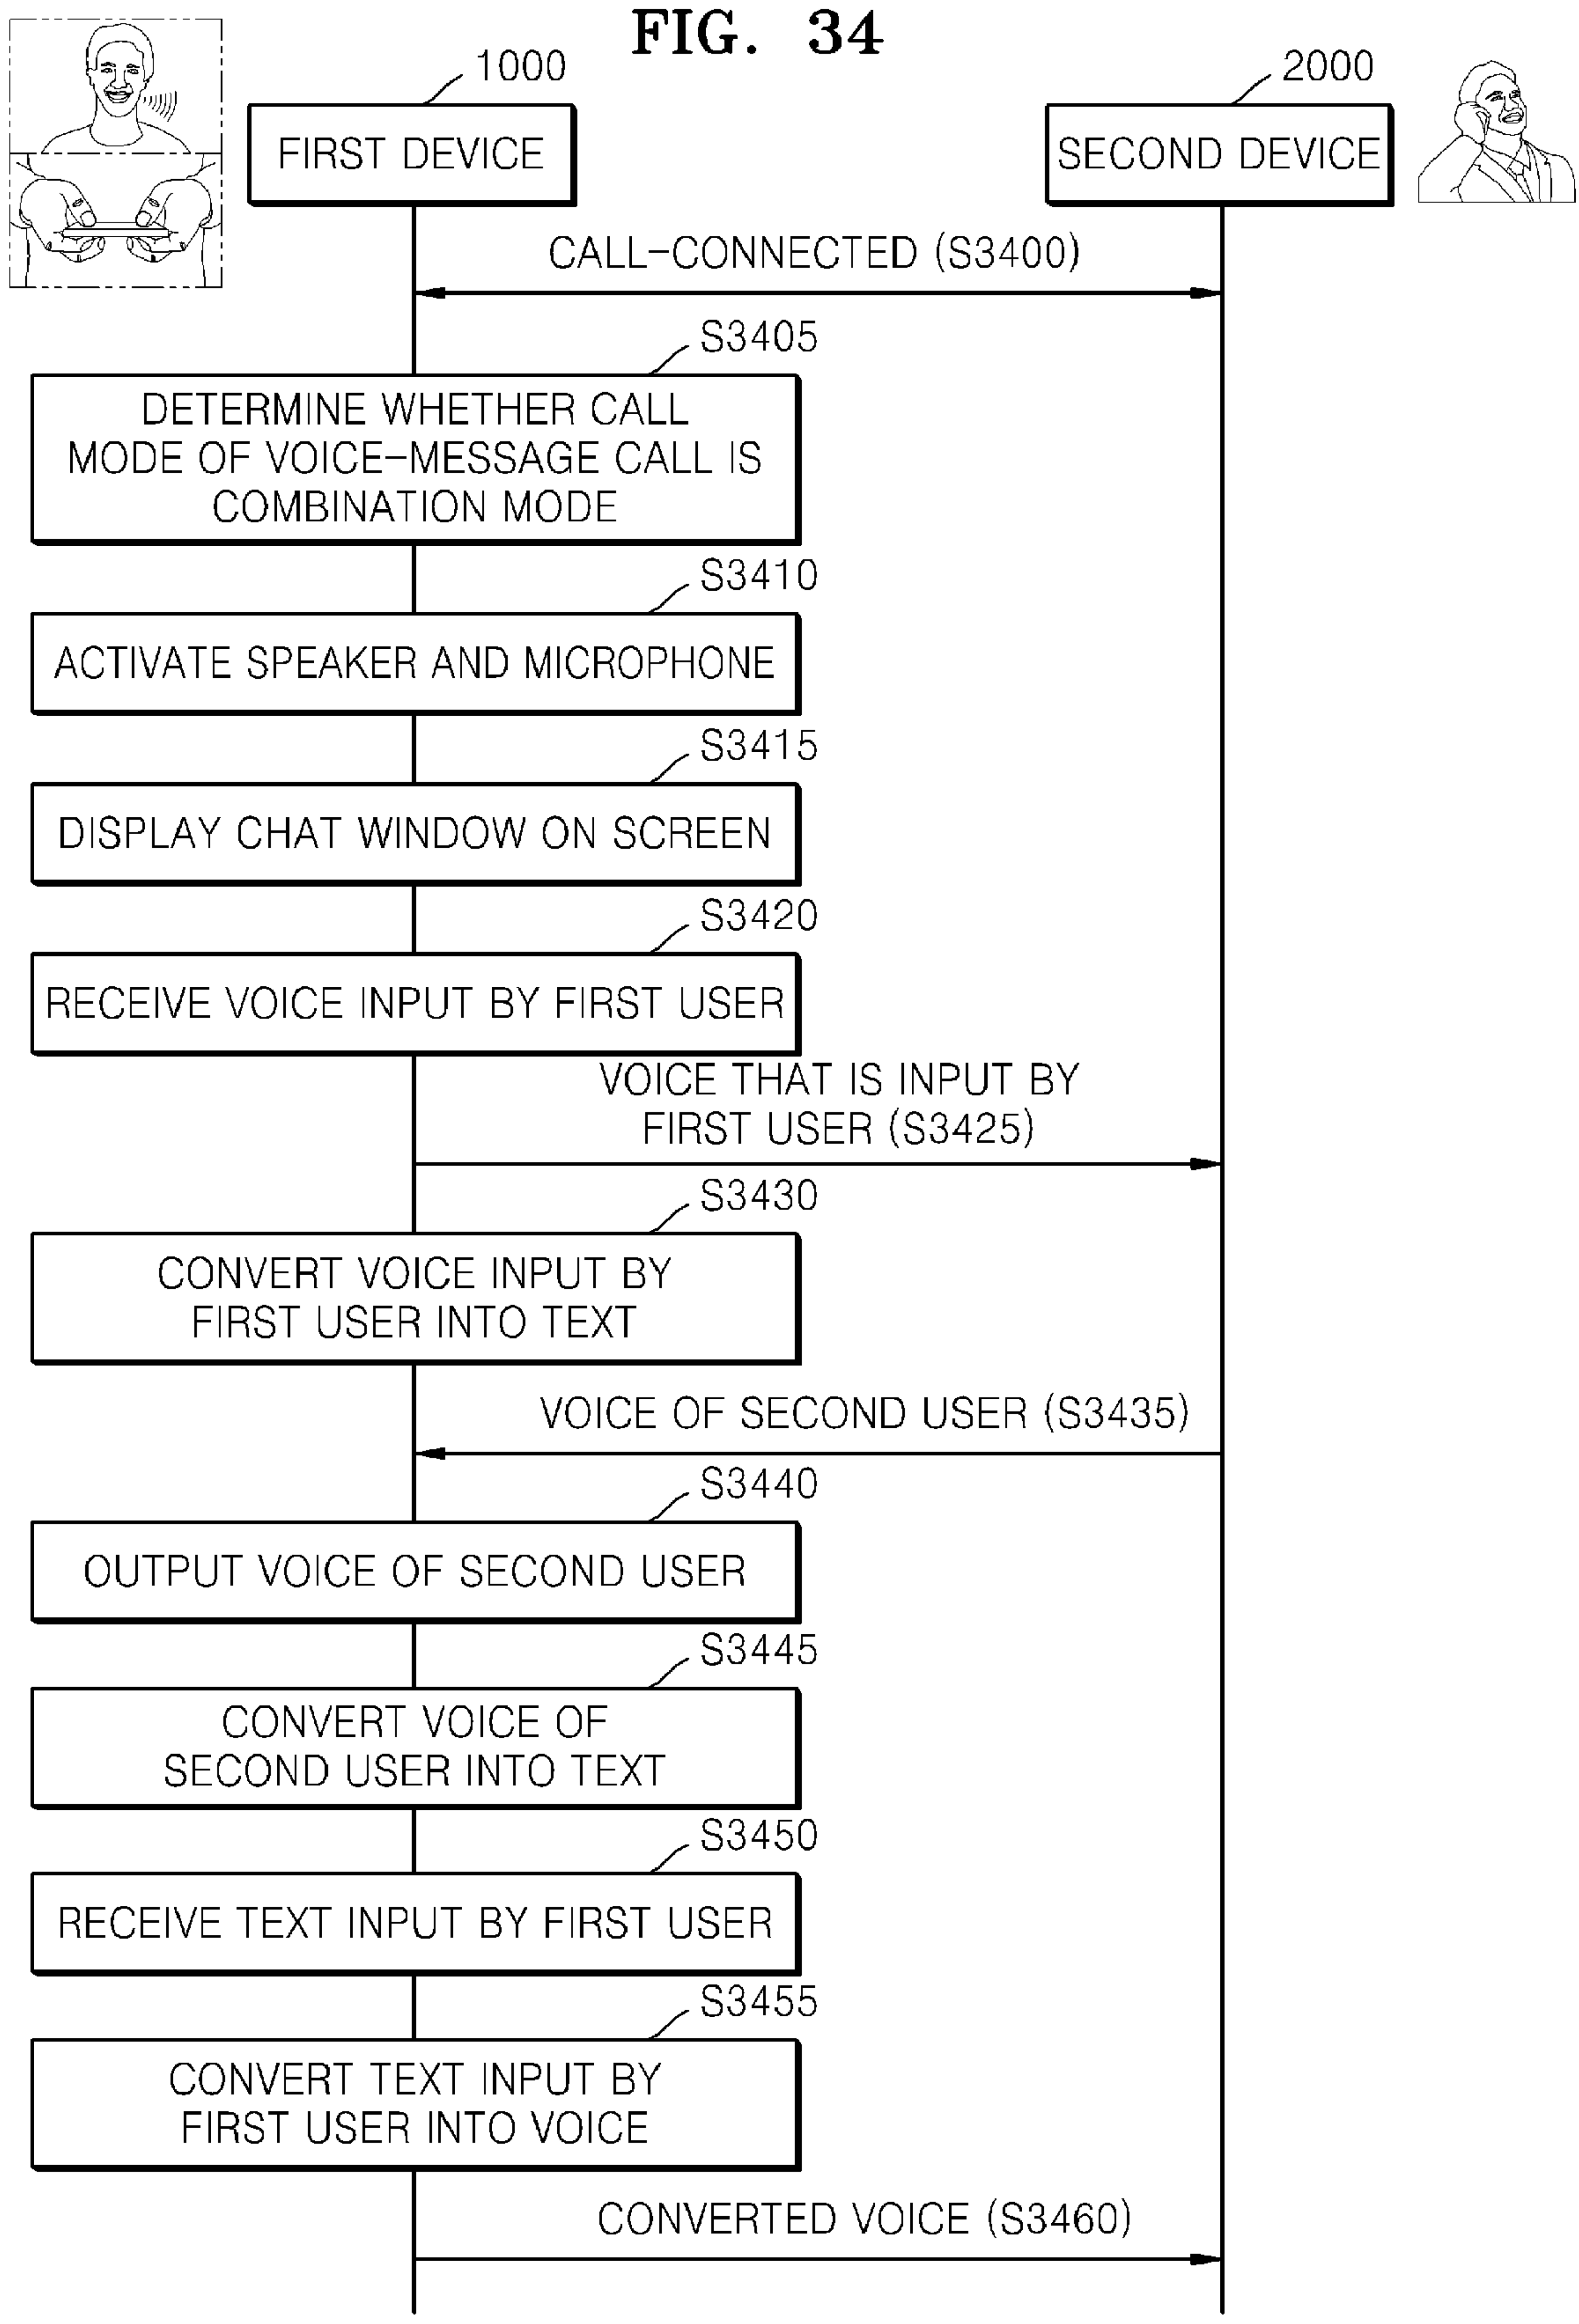 FIG. 34
1000
2000
FIRST DEVICE
SECOND DEVICE
CALL-CONNECTED (S3400)
S3405
DETERMINE WHETHER CALL
MODE OF VOICE-MESSAGE CALL IS
COMBINATION MODE
S3410
ACTIVATE SPEAKER AND MICROPHONE
S3415
DISPLAY CHAT WINDOW ON SCREEN
S3420
RECEIVE VOICE INPUT BY FIRST USER
VOICE THAT IS INPUT BY
FIRST USER (S3425)
S3430
CONVERT VOICE INPUT BY
FIRST USER INTO TEXT
VOICE OF SECOND USER (S3435)
S3440
OUTPUT VOICE OF SECOND USER
S3445
CONVERT VOICE OF
SECOND USER INTO TEXT
S3450
RECEIVE TEXT INPUT BY FIRST USER
S3455
CONVERT TEXT INPUT BY
FIRST USER INTO VOICE
CONVERTED VOICE (S3460)